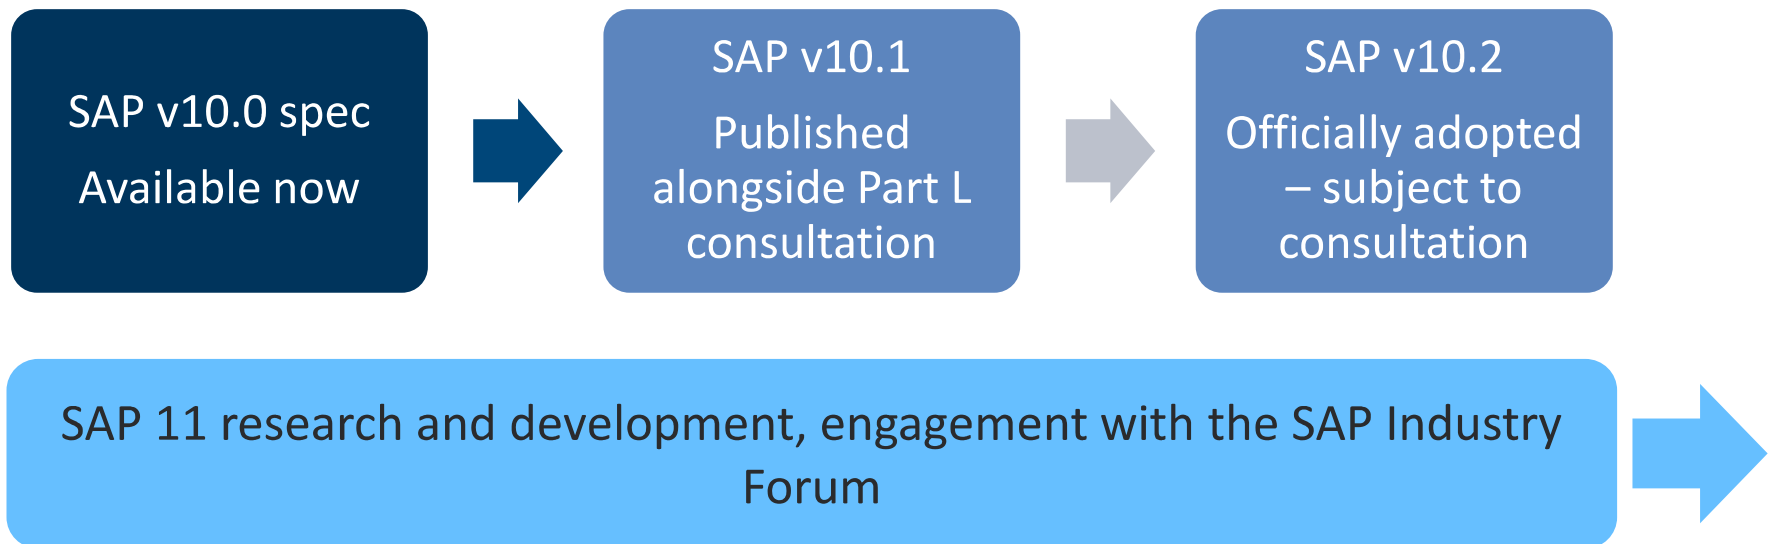 SAP v10.0 spec
Available now
SAP v10.1
Published
alongside Part L
consultation
SAP v10.2
Officially adopted
– subject to
consultation
SAP 11 research and development, engagement with the SAP Industry
Forum